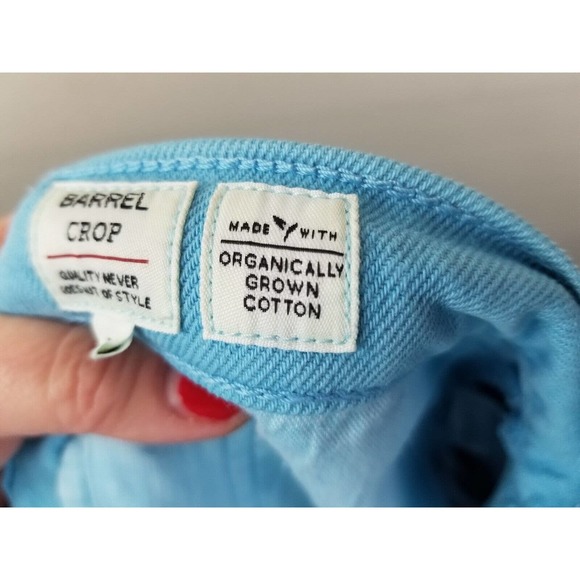 BARREL
CROP
QUALITY NEVER
GOES OUT OF STYLE
MADE WITH
ORGANICALLY
GROWN
COTTON